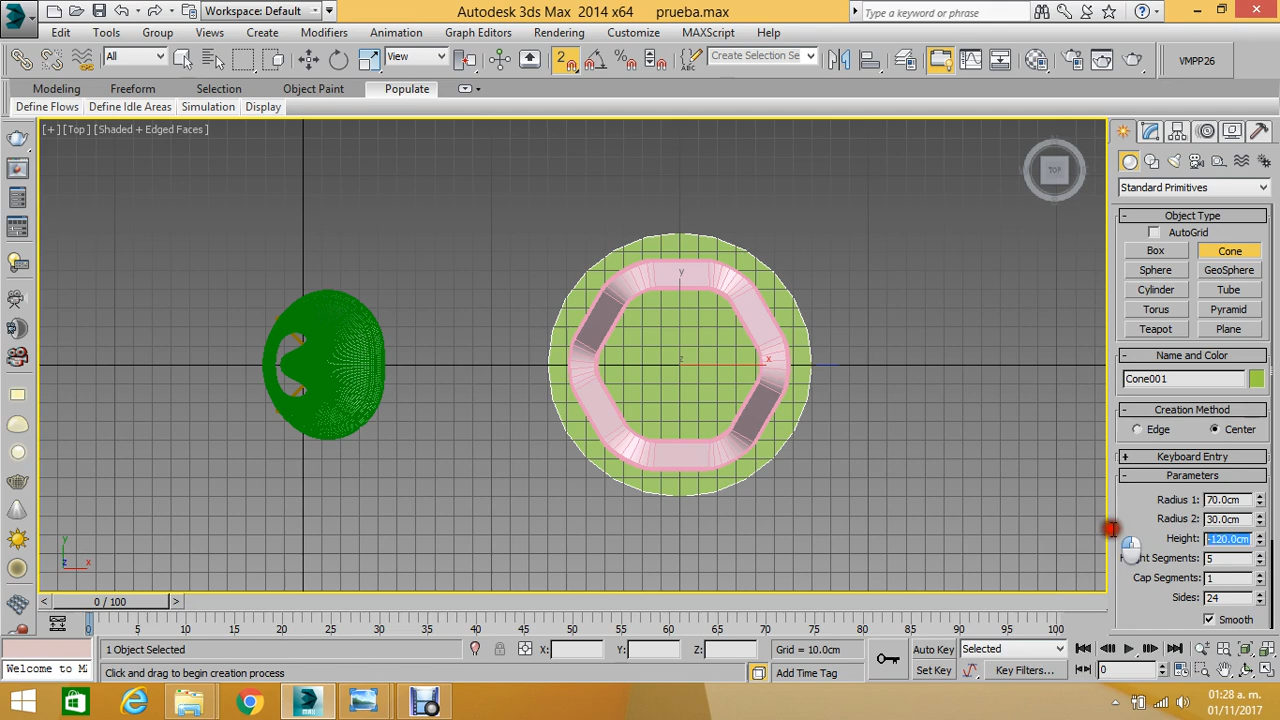 Workspace: Default
Autodesk 3ds Max 2014 x64 prueba.max
Type a keyword or phrase
Edit Tools Group Views Create Modifiers Animation Graph Editors Rendering Customize MAXScript Help
All View Create Selection Se VMPP26
Modeling Freeform Selection Object Paint Populate
Define Flows Define Idle Areas Simulation Display
[+] [Top] [Shaded + Edged Faces]
TOP
Standard Primitives
- Object Type
AutoGrid
Box Cone
Sphere GeoSphere
Cylinder Tube
Torus Pyramid
Teapot Plane
- Name and Color
Cone001
- Creation Method
Edge Center
+ Keyboard Entry
- Parameters
Radius 1: 70.0cm
Radius 2: 30.0cm
Height: -120.0cm
Segments: 5
Cap Segments: 1
Sides: 24
Smooth
y
z x
y
z x
< 0 / 100 >
0 5 10 15 20 25 30 35 40 45 50 55 60 65 70 75 80 85 90 95 100
1 Object Selected X: Y: Z: Grid = 10.0cm Auto Key Selected
Welcome to M Click and drag to begin creation process Add Time Tag Set Key Key Filters... 0
01:28 a. m.
01/11/2017